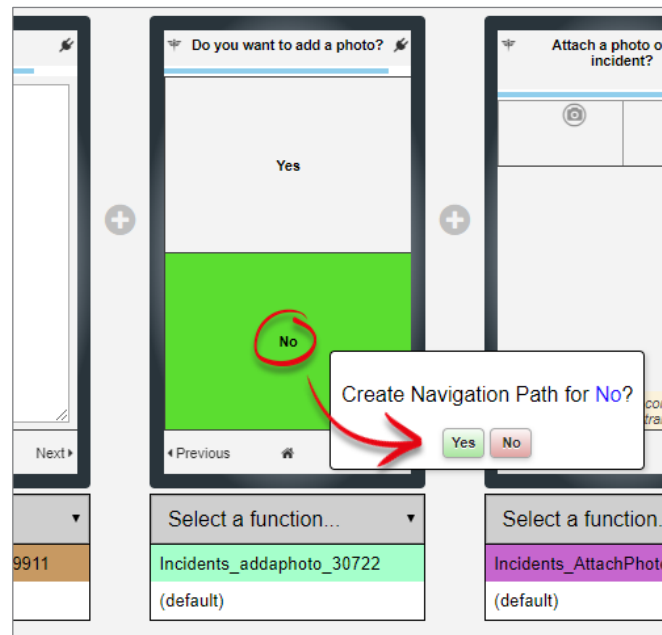 Do you want to add a photo?
Yes
No
Previous
Select a function...
Incidents_addaphoto_30722
(default)
Next
9911
Attach a photo o
incident?
Create Navigation Path for No?
Yes
No
Select a function.
Incidents_AttachPhot
(default)